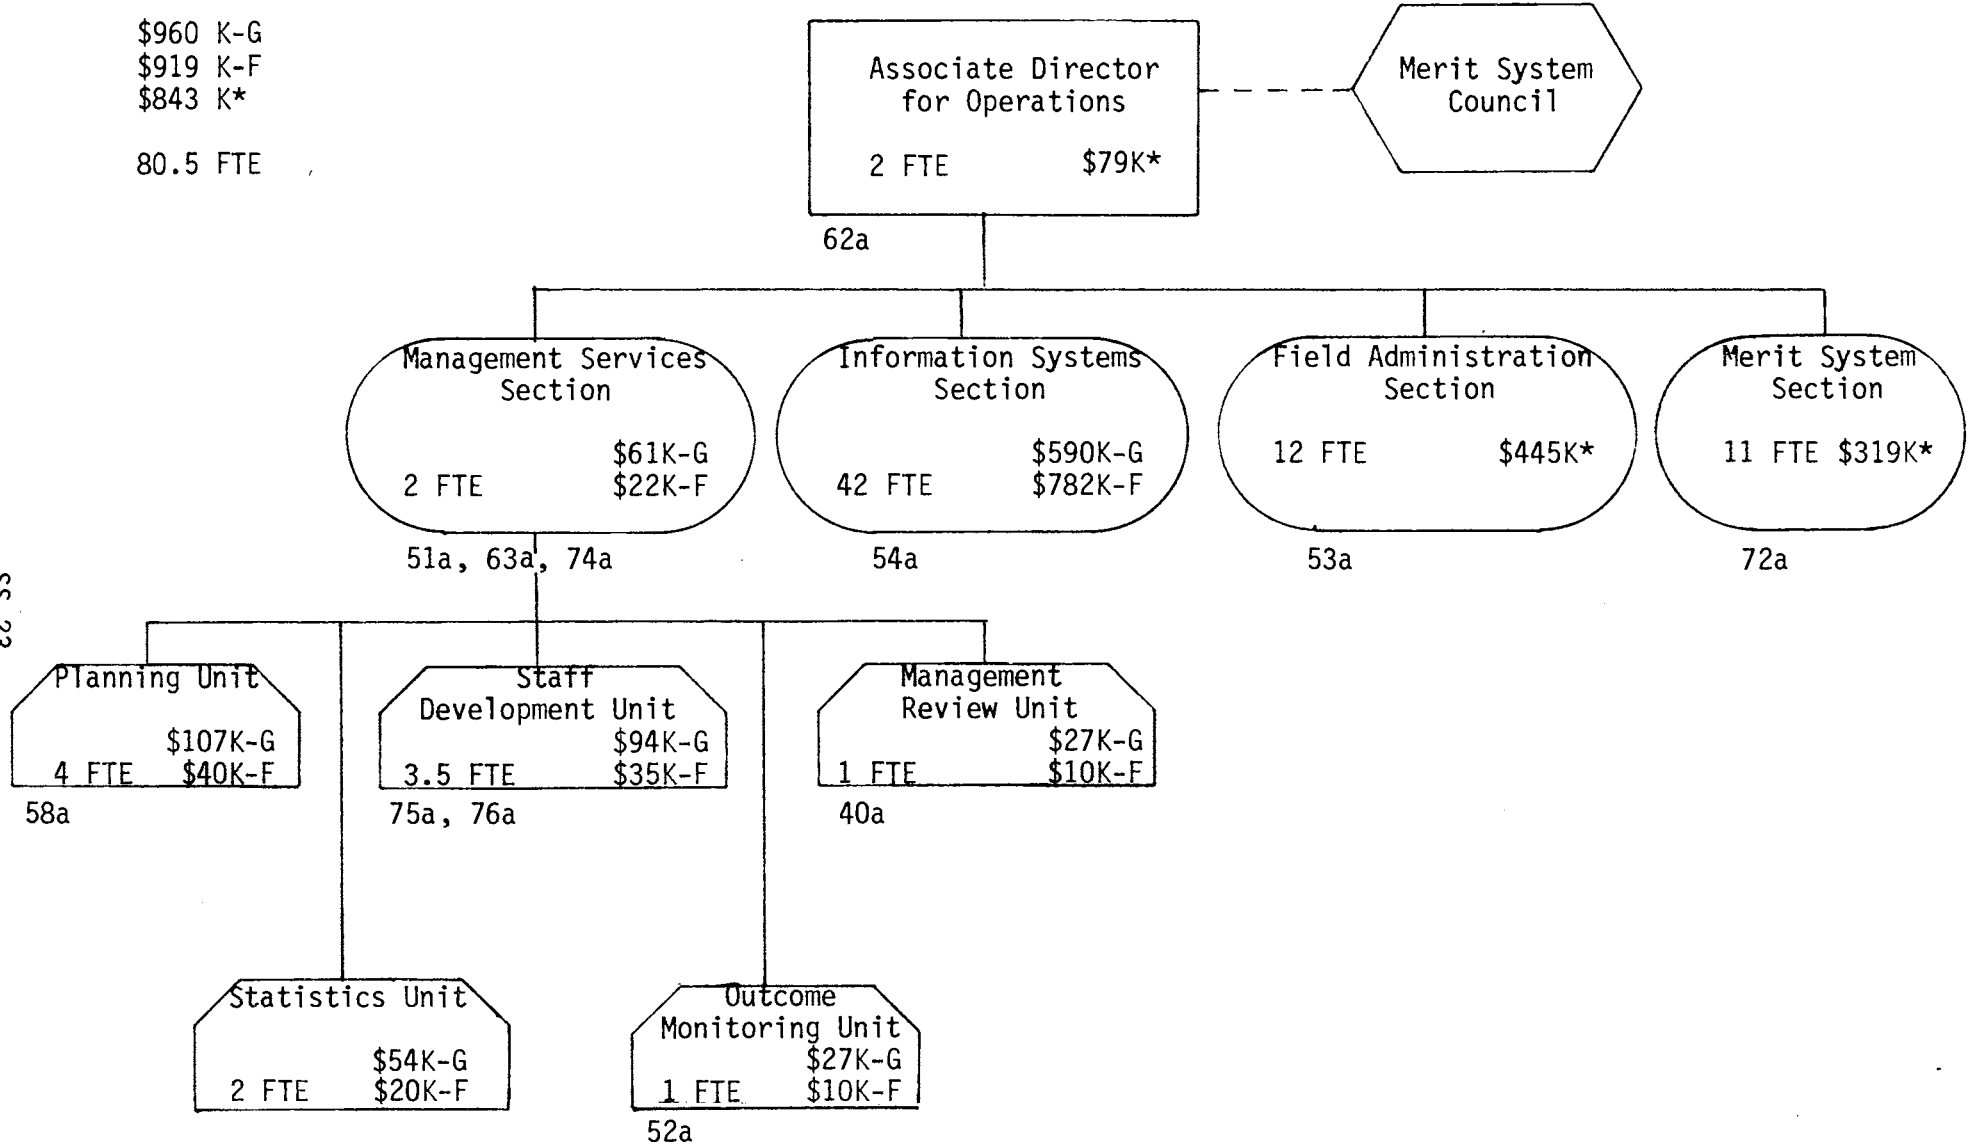 $960 K-G
$919 K-F
$843 K*
80.5 FTE
Associate Director
for Operations
2 FTE $79K*
62a
Merit System
Council
Management Services
Section
$61K-G
2 FTE $22K-F
51a, 63a, 74a
Information Systems
Section
$590K-G
42 FTE $782K-F
54a
Field Administration
Section
12 FTE $445K*
53a
Merit System
Section
11 FTE $319K*
72a
SS 22
Planning Unit
$107K-G
4 FTE $40K-F
58a
Staff
Development Unit
$94K-G
3.5 FTE $35K-F
75a, 76a
Management
Review Unit
$27K-G
1 FTE $10K-F
40a
Statistics Unit
$54K-G
2 FTE $20K-F
Outcome
Monitoring Unit
$27K-G
1 FTE $10K-F
52a